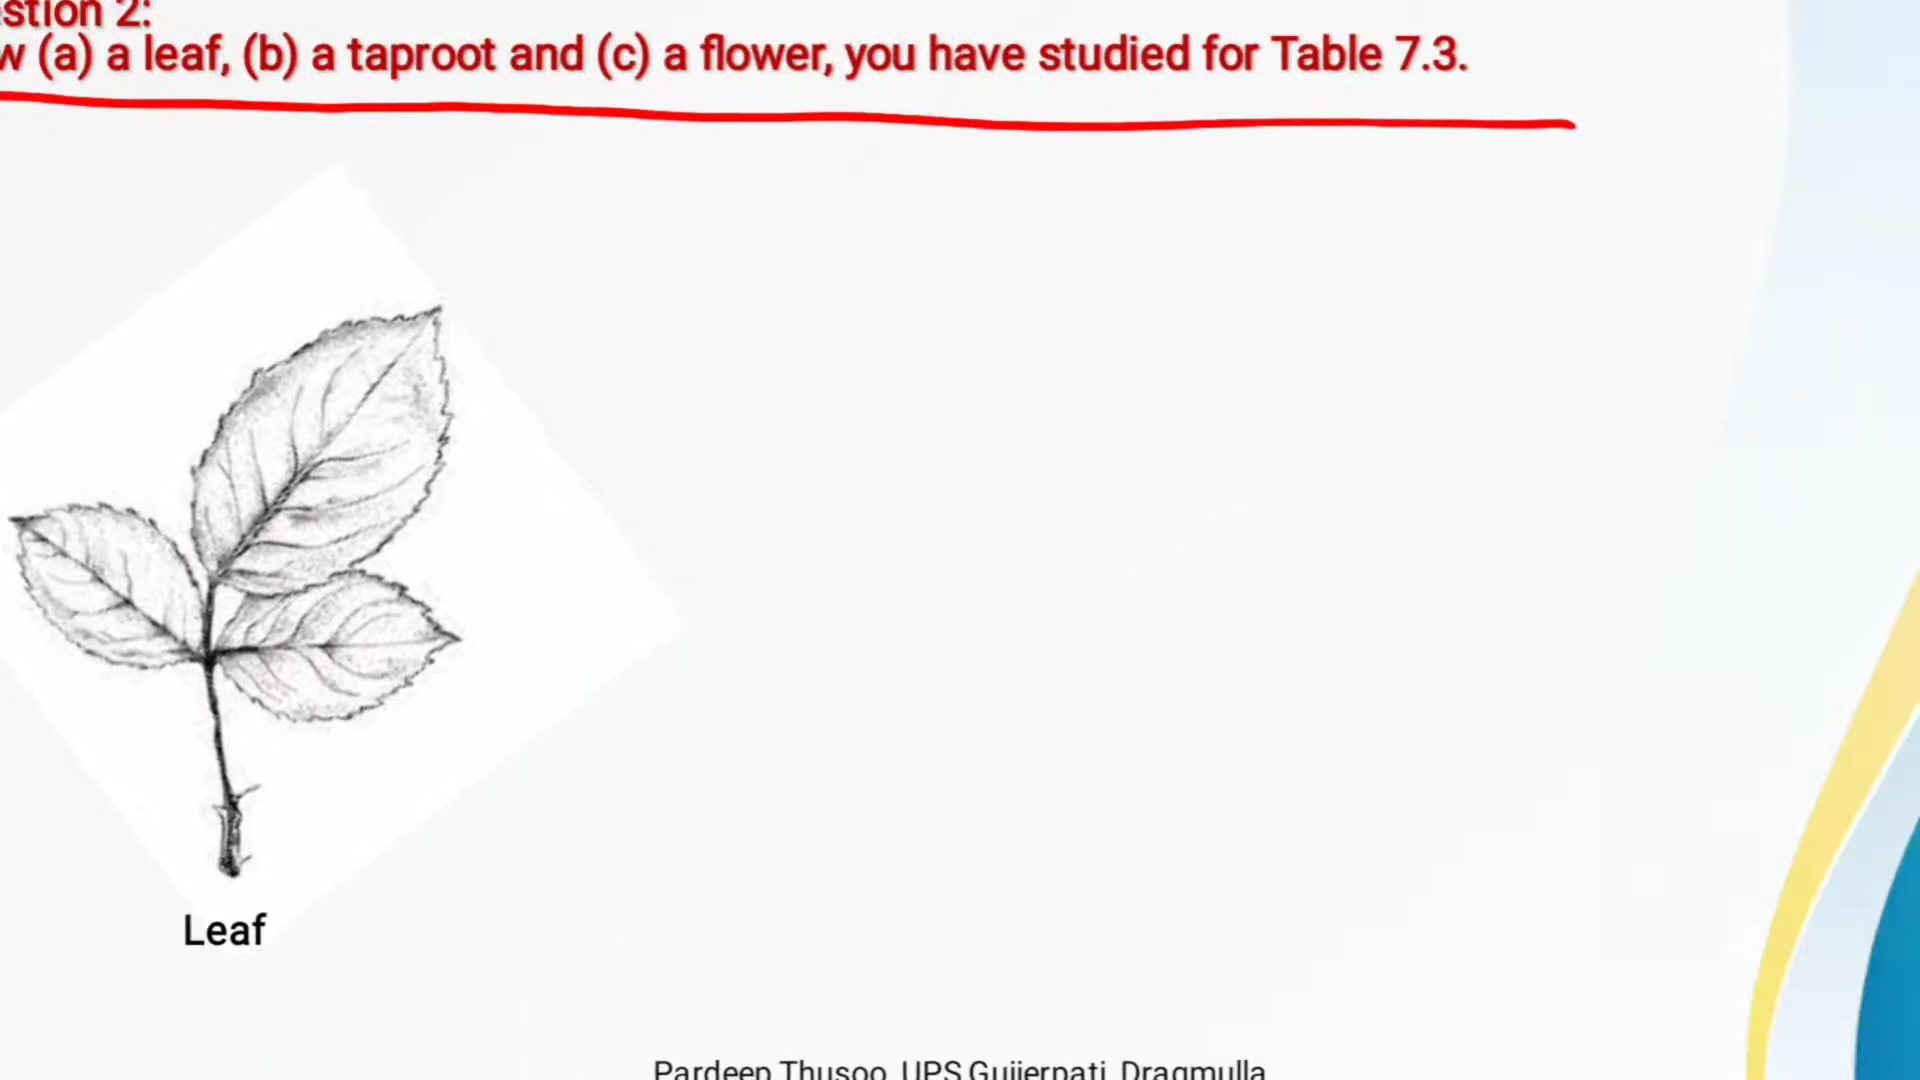 stion 2:
w (a) a leaf, (b) a taproot and (c) a flower, you have studied for Table 7.3.
Leaf
Pardeep Thusoo, UPS Gujjerpati, Dragmulla